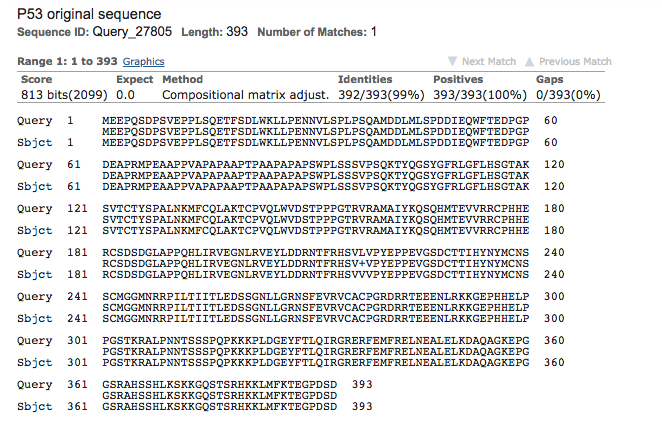 P53 original sequence
Sequence ID: Query_27805 Length: 393 Number of Matches: 1
Range 1: 1 to 393 Graphics Next Match Previous Match
Score Expect Method Identities Positives Gaps
813 bits(2099) 0.0 Compositional matrix adjust. 392/393(99%) 393/393(100%) 0/393(0%)
Query 1 MEEPQSDPSVEPPLSQETFSDLWKLLPENNVLSPLPSQAMDDLMLSPDDIEQWFTEDPGP 60
MEEPQSDPSVEPPLSQETFSDLWKLLPENNVLSPLPSQAMDDLMLSPDDIEQWFTEDPGP
Sbjct 1 MEEPQSDPSVEPPLSQETFSDLWKLLPENNVLSPLPSQAMDDLMLSPDDIEQWFTEDPGP 60
Query 61 DEAPRMPEAAPPVAPAPAAPTPAAPAPAPSWPLSSSVPSQKTYQGSYGFRLGFLHSGTAK 120
DEAPRMPEAAPPVAPAPAAPTPAAPAPAPSWPLSSSVPSQKTYQGSYGFRLGFLHSGTAK
Sbjct 61 DEAPRMPEAAPPVAPAPAAPTPAAPAPAPSWPLSSSVPSQKTYQGSYGFRLGFLHSGTAK 120
Query 121 SVTCTYSPALNKMFCQLAKTCPVQLWVDSTPPPGTRVRAMAIYKQSQHMTEVVRRCPHHE 180
SVTCTYSPALNKMFCQLAKTCPVQLWVDSTPPPGTRVRAMAIYKQSQHMTEVVRRCPHHE
Sbjct 121 SVTCTYSPALNKMFCQLAKTCPVQLWVDSTPPPGTRVRAMAIYKQSQHMTEVVRRCPHHE 180
Query 181 RCSDSDGLAPPQHLIRVEGNLRVEYLDDRNTFRHSVLVPYEPPEVGSDCTTIHYNYMCNS 240
RCSDSDGLAPPQHLIRVEGNLRVEYLDDRNTFRHSV+VPYEPPEVGSDCTTIHYNYMCNS
Sbjct 181 RCSDSDGLAPPQHLIRVEGNLRVEYLDDRNTFRHSVVVPYEPPEVGSDCTTIHYNYMCNS 240
Query 241 SCMGGMNRRPILTIITLEDSSGNLLGRNSFEVRVCACPGRDRRTEEENLRKKGEPHHELP 300
SCMGGMNRRPILTIITLEDSSGNLLGRNSFEVRVCACPGRDRRTEEENLRKKGEPHHELP
Sbjct 241 SCMGGMNRRPILTIITLEDSSGNLLGRNSFEVRVCACPGRDRRTEEENLRKKGEPHHELP 300
Query 301 PGSTKRALPNNTSSSPQPKKKPLDGEYFTLQIRGRERFEMFRELNEALELKDAQAGKEPG 360
PGSTKRALPNNTSSSPQPKKKPLDGEYFTLQIRGRERFEMFRELNEALELKDAQAGKEPG
Sbjct 301 PGSTKRALPNNTSSSPQPKKKPLDGEYFTLQIRGRERFEMFRELNEALELKDAQAGKEPG 360
Query 361 GSRAHSSHLKSKKGQSTSRHKKLMFKTEGPDSD 393
GSRAHSSHLKSKKGQSTSRHKKLMFKTEGPDSD
Sbjct 361 GSRAHSSHLKSKKGQSTSRHKKLMFKTEGPDSD 393